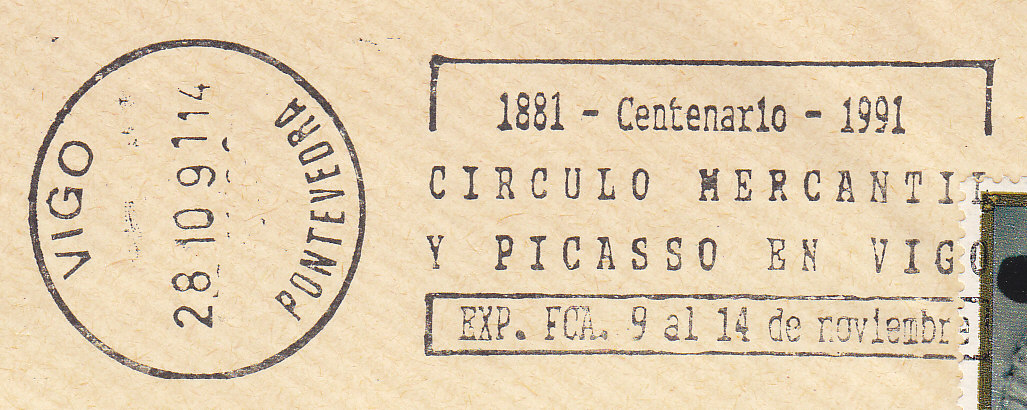 VIGO
28 10 91 14
PONTEVEDRA
1881 - Centenario - 1991
CIRCULO MERCANTIL
Y PICASSO EN VIGO
EXP. FCA. 9 al 14 de noviembre